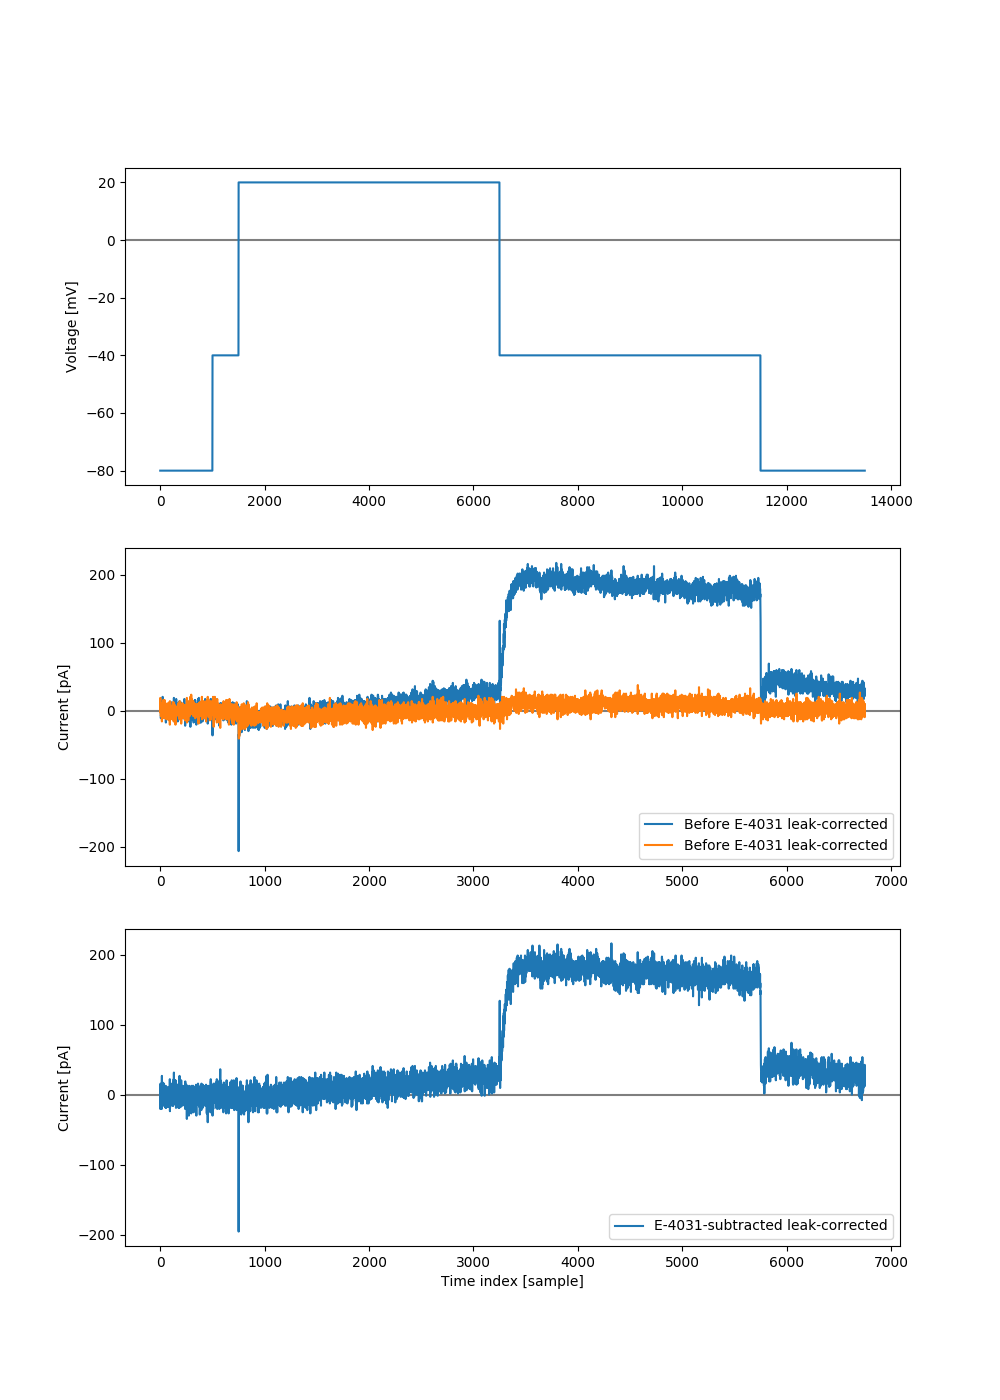 20
0
−20
−40
−60
−80
Voltage [mV]
0 2000 4000 6000 8000 10000 12000 14000
200
100
0
−100
−200
Current [pA]
Before E-4031 leak-corrected
Before E-4031 leak-corrected
0 1000 2000 3000 4000 5000 6000 7000
200
100
0
−100
−200
Current [pA]
E-4031-subtracted leak-corrected
0 1000 2000 3000 4000 5000 6000 7000
Time index [sample]